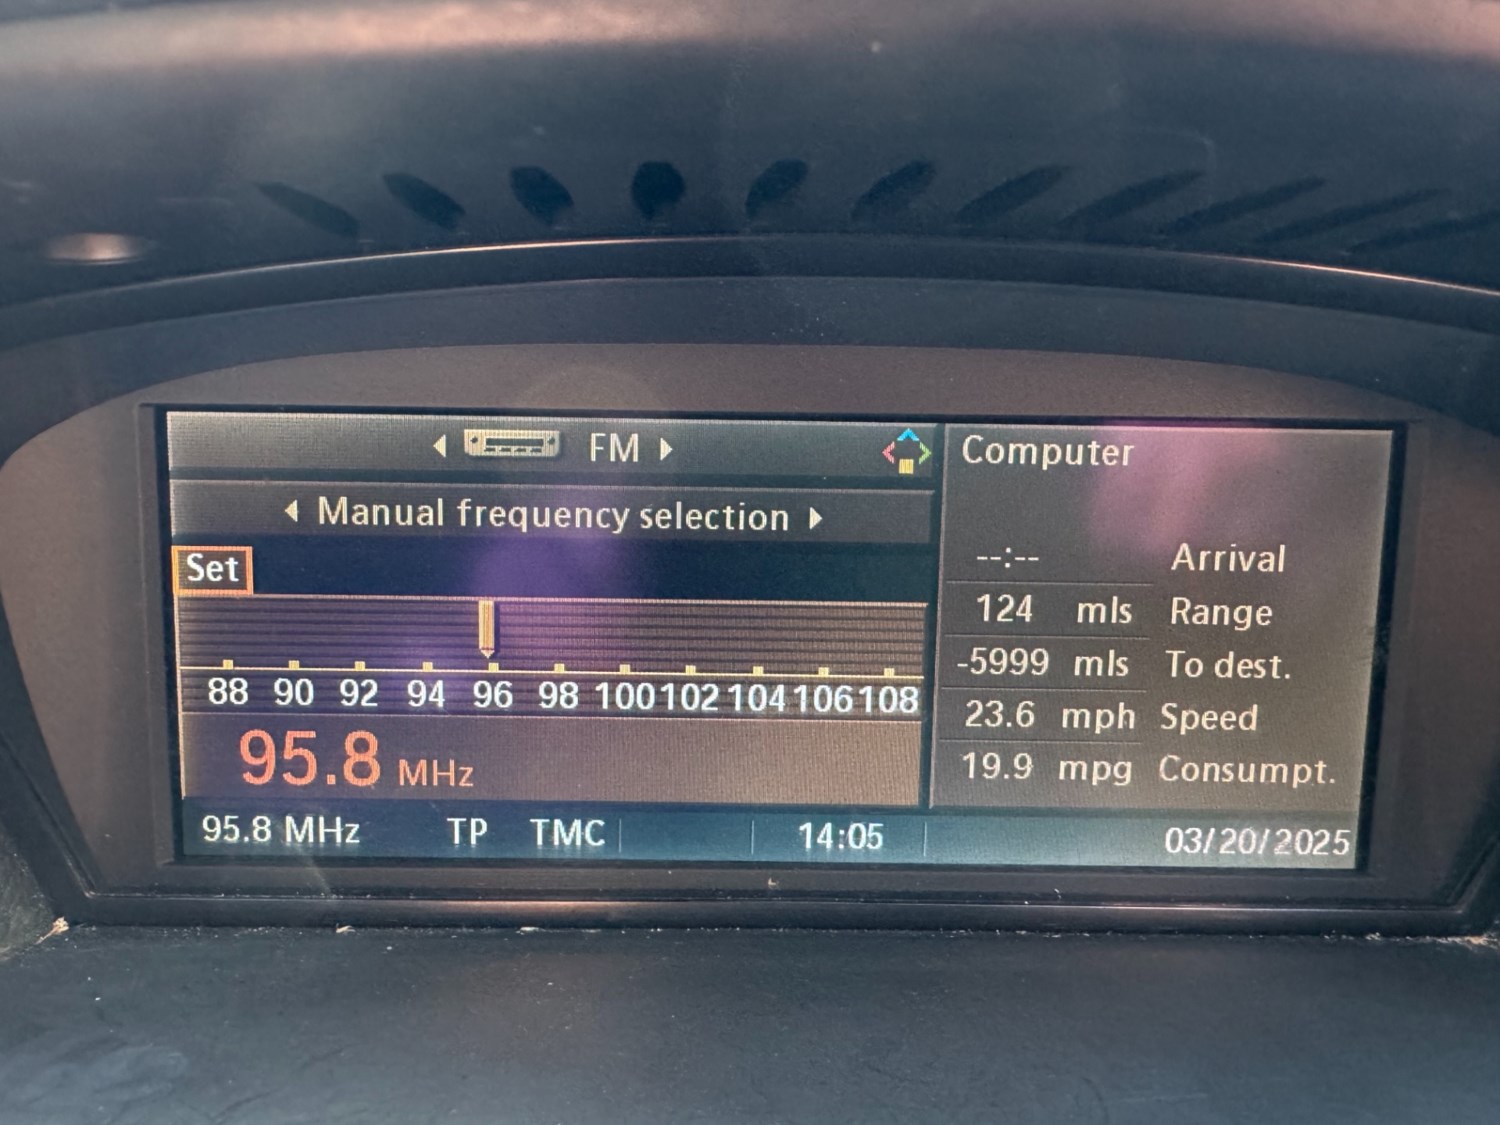 FM
Manual frequency selection
Set
88 90 92 94 96 98 100 102 104 106 108
95.8 MHz
95.8 MHz TP TMC 14:05 03/20/2025
Computer
--:-- Arrival
124 mls Range
-5999 mls To dest.
23.6 mph Speed
19.9 mpg Consumpt.